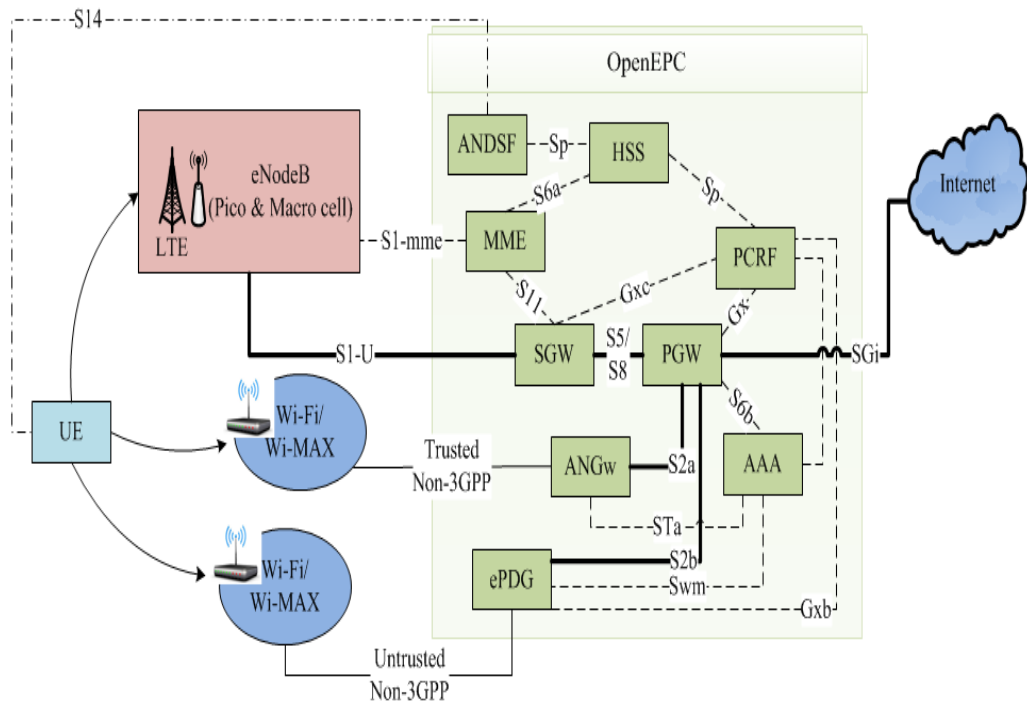 S14
OpenEPC
ANDSF
Sp
HSS
eNodeB
(Pico & Macro cell)
LTE
S6a
Sp
Internet
S1-mme
MME
PCRF
S11
Gxc
Gx
S1-U
SGW
S5/
S8
PGW
SGi
UE
Wi-Fi/
Wi-MAX
Trusted
Non-3GPP
ANGw
S2a
S6b
AAA
STa
Wi-Fi/
Wi-MAX
ePDG
S2b
Swm
Gxb
Untrusted
Non-3GPP